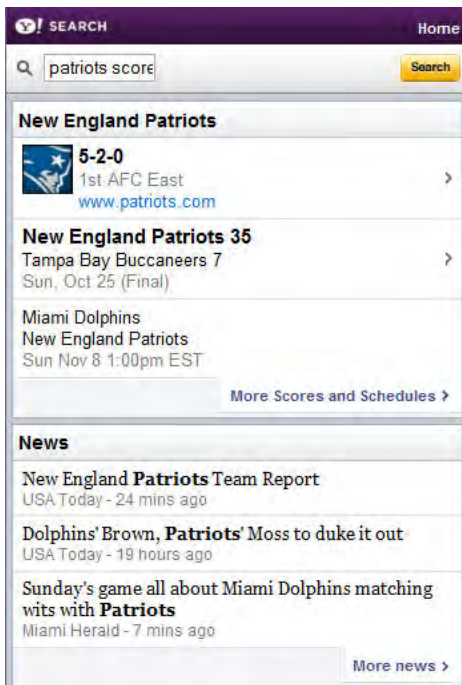 Y! SEARCH
Home
patriots score
Search
New England Patriots
5-2-0
1st AFC East
www.patriots.com
New England Patriots 35
Tampa Bay Buccaneers 7
Sun, Oct 25 (Final)
Miami Dolphins
New England Patriots
Sun Nov 8 1:00pm EST
More Scores and Schedules >
News
New England Patriots Team Report
USA Today - 24 mins ago
Dolphins' Brown, Patriots' Moss to duke it out
USA Today - 19 hours ago
Sunday's game all about Miami Dolphins matching
wits with Patriots
Miami Herald - 7 mins ago
More news >